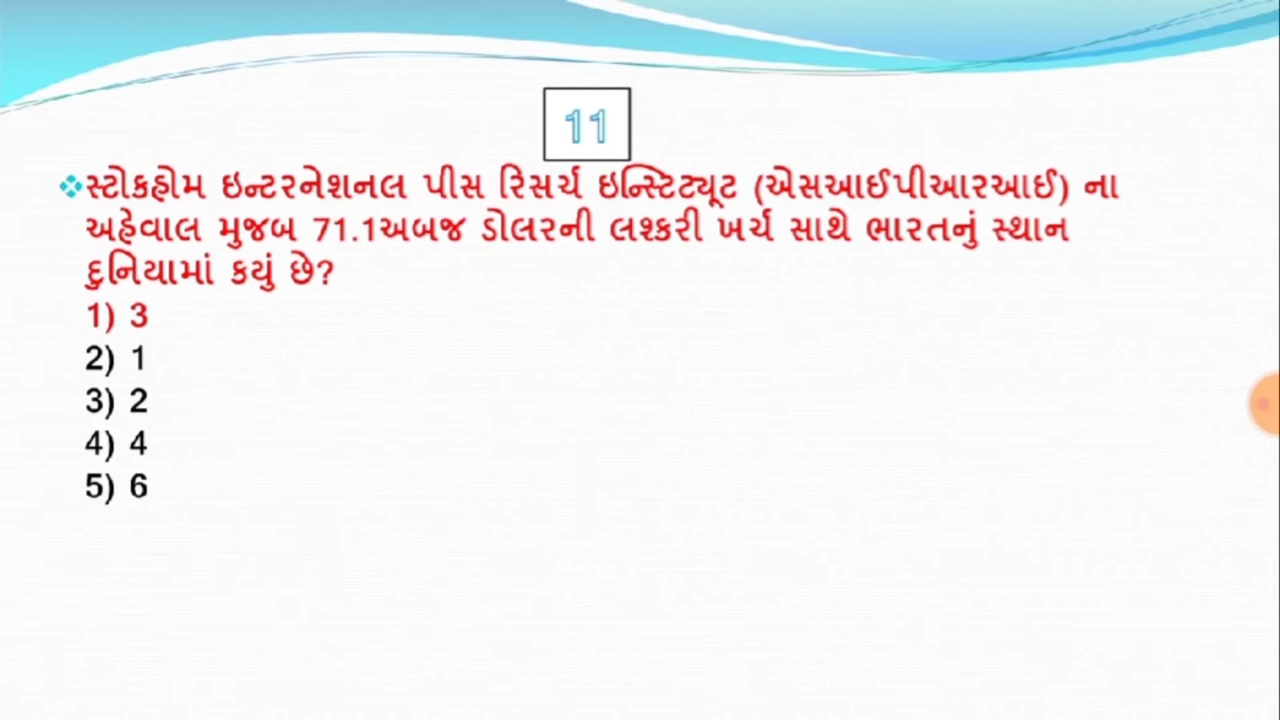 11
સ્ટોકહોમ ઇન્ટરનેશનલ પીસ રિસર્ચ ઇન્સ્ટિટ્યૂટ (એસઆઈપીઆરઆઈ) ના
અહેવાલ મુજબ 71.1અબજ ડોલરની લશ્કરી ખર્ચ સાથે ભારતનું સ્થાન
દુનિયામાં કયું છે?
1) 3
2) 1
3) 2
4) 4
5) 6